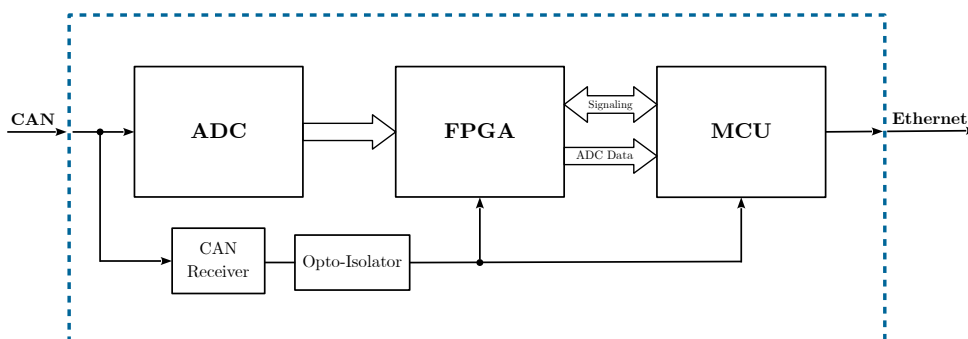 CAN
ADC
FPGA
Signaling
ADC Data
MCU
Ethernet
CAN
Receiver
Opto-Isolator